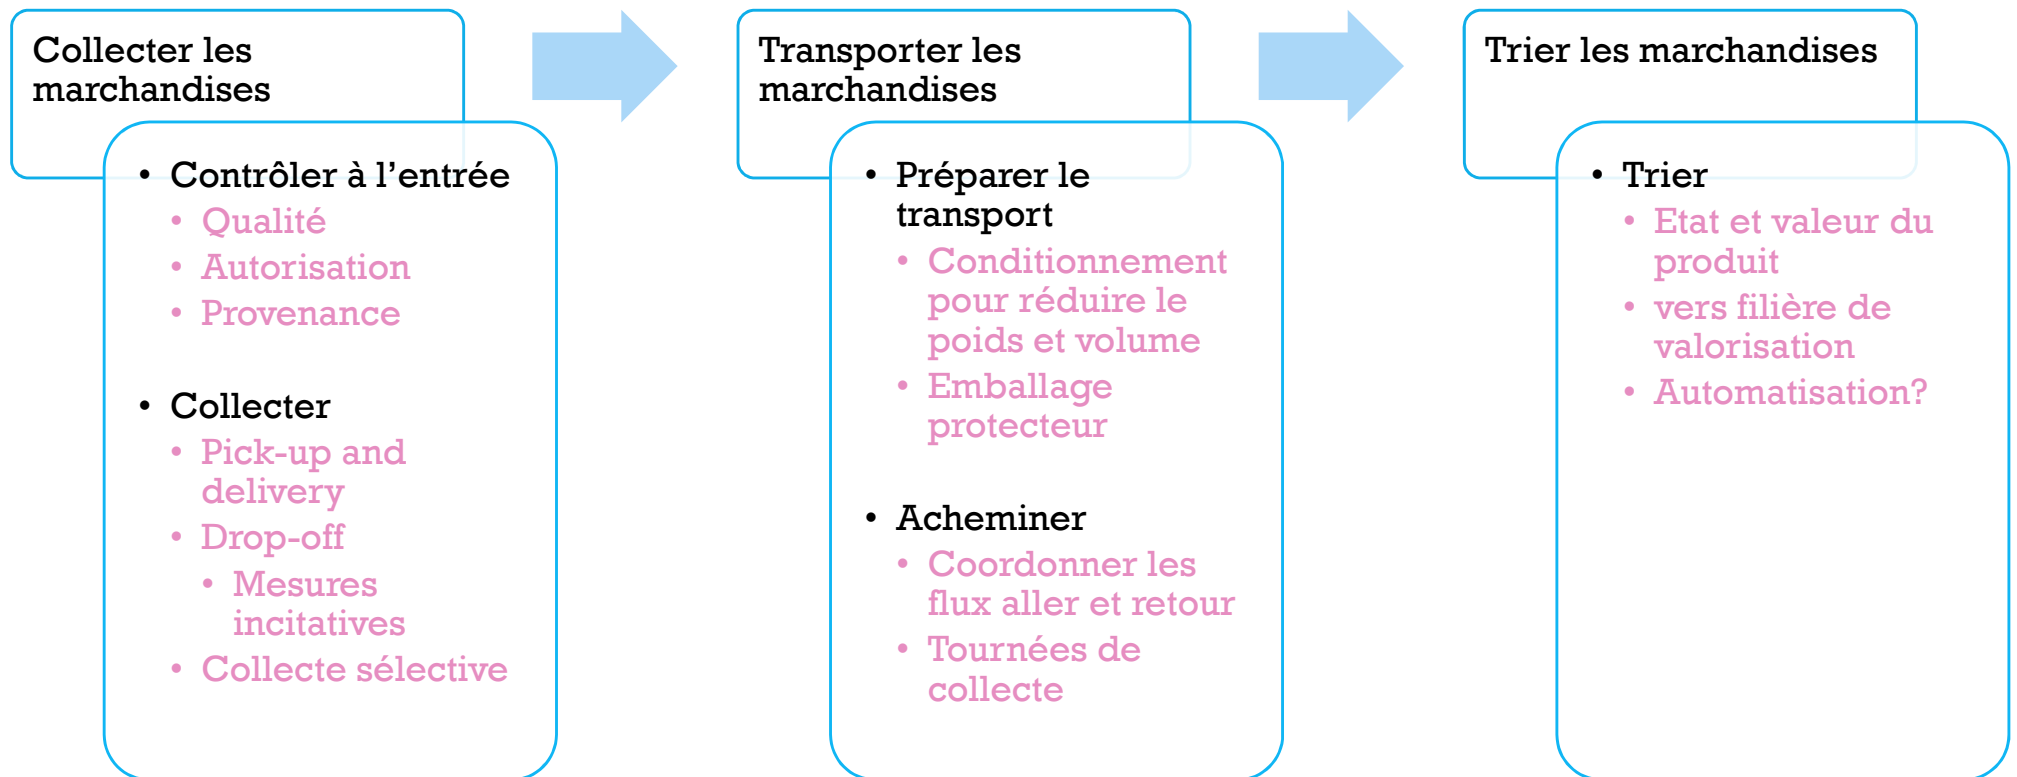 Collecter les
marchandises
• Contrôler à l’entrée
• Qualité
• Autorisation
• Provenance
• Collecter
• Pick-up and
delivery
• Drop-off
• Mesures
incitatives
• Collecte sélective
Transporter les
marchandises
• Préparer le
transport
• Conditionnement
pour réduire le
poids et volume
• Emballage
protecteur
• Acheminer
• Coordonner les
flux aller et retour
• Tournées de
collecte
Trier les marchandises
• Trier
• Etat et valeur du
produit
• vers filière de
valorisation
• Automatisation?